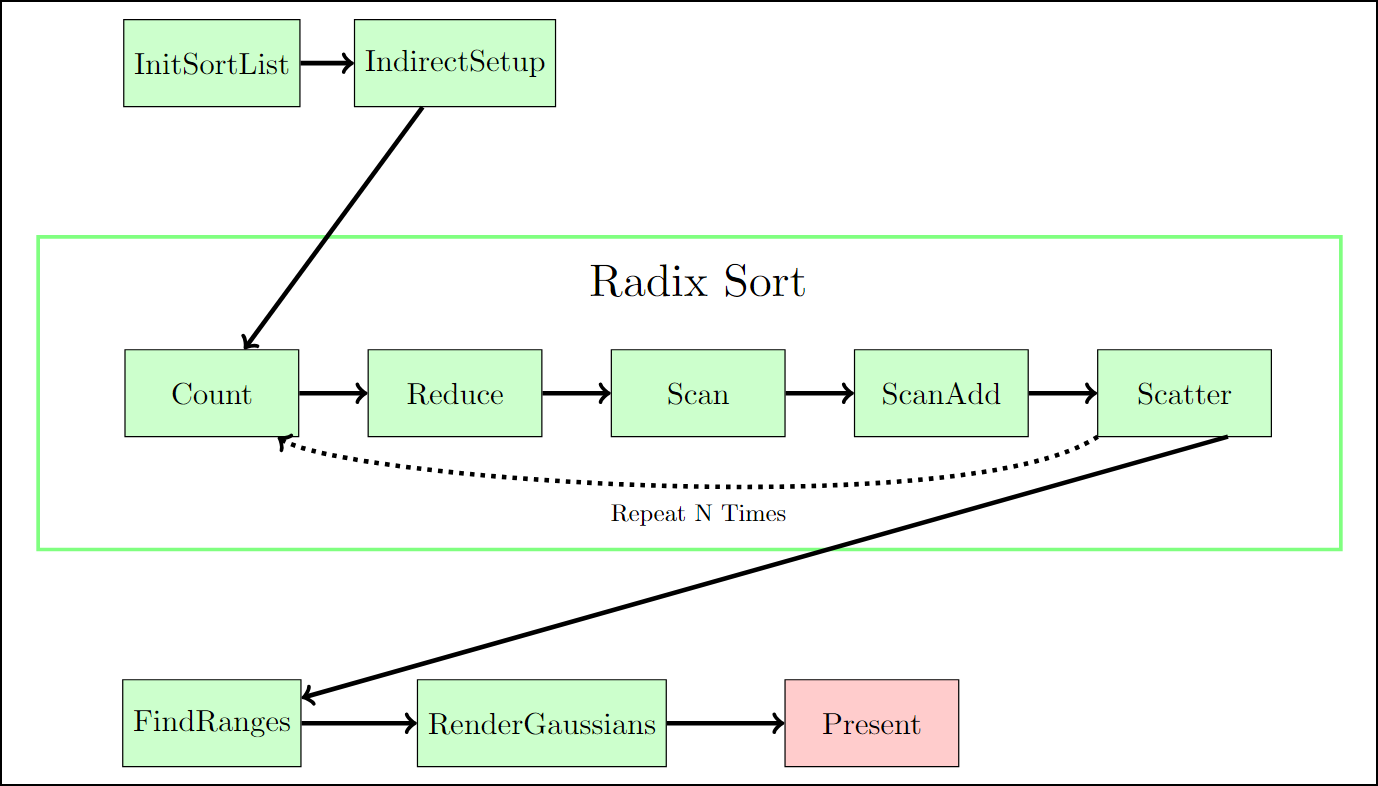 InitSortList
IndirectSetup
Radix Sort
Count
Reduce
Scan
ScanAdd
Scatter
Repeat N Times
FindRanges
RenderGaussians
Present